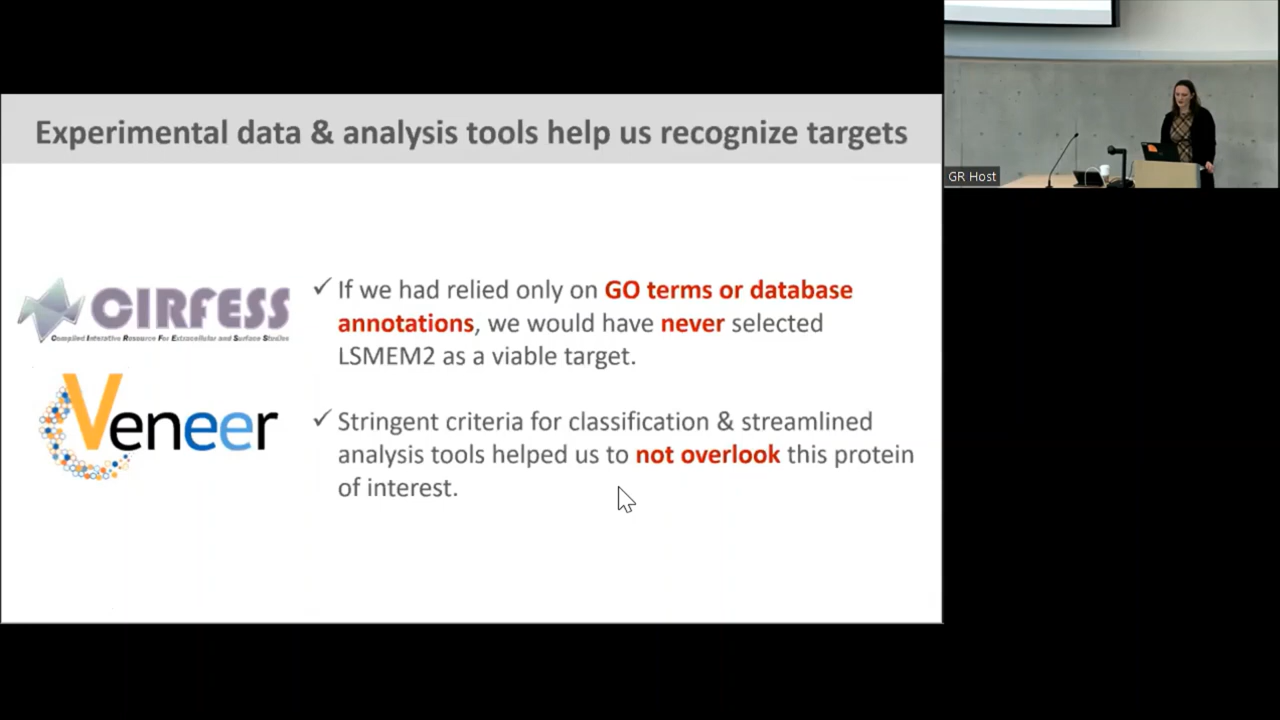 Experimental data & analysis tools help us recognize targets
GR Host
CIRFESS
Compiled Interative Resource For Extracellular and Surface Studies
✓ If we had relied only on GO terms or database
annotations, we would have never selected
LSMEM2 as a viable target.
Veneer
✓ Stringent criteria for classification & streamlined
analysis tools helped us to not overlook this protein
of interest.